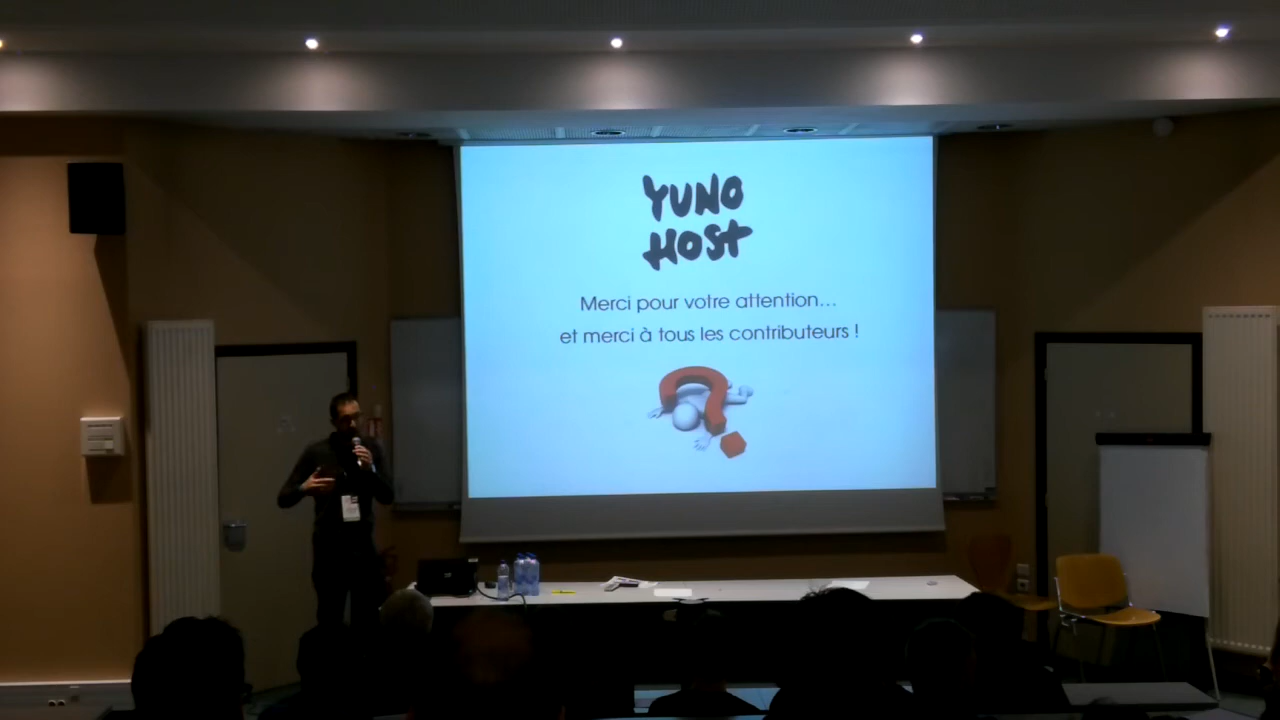 YUNO
HOST
Merci pour votre attention...
et merci à tous les contributeurs !